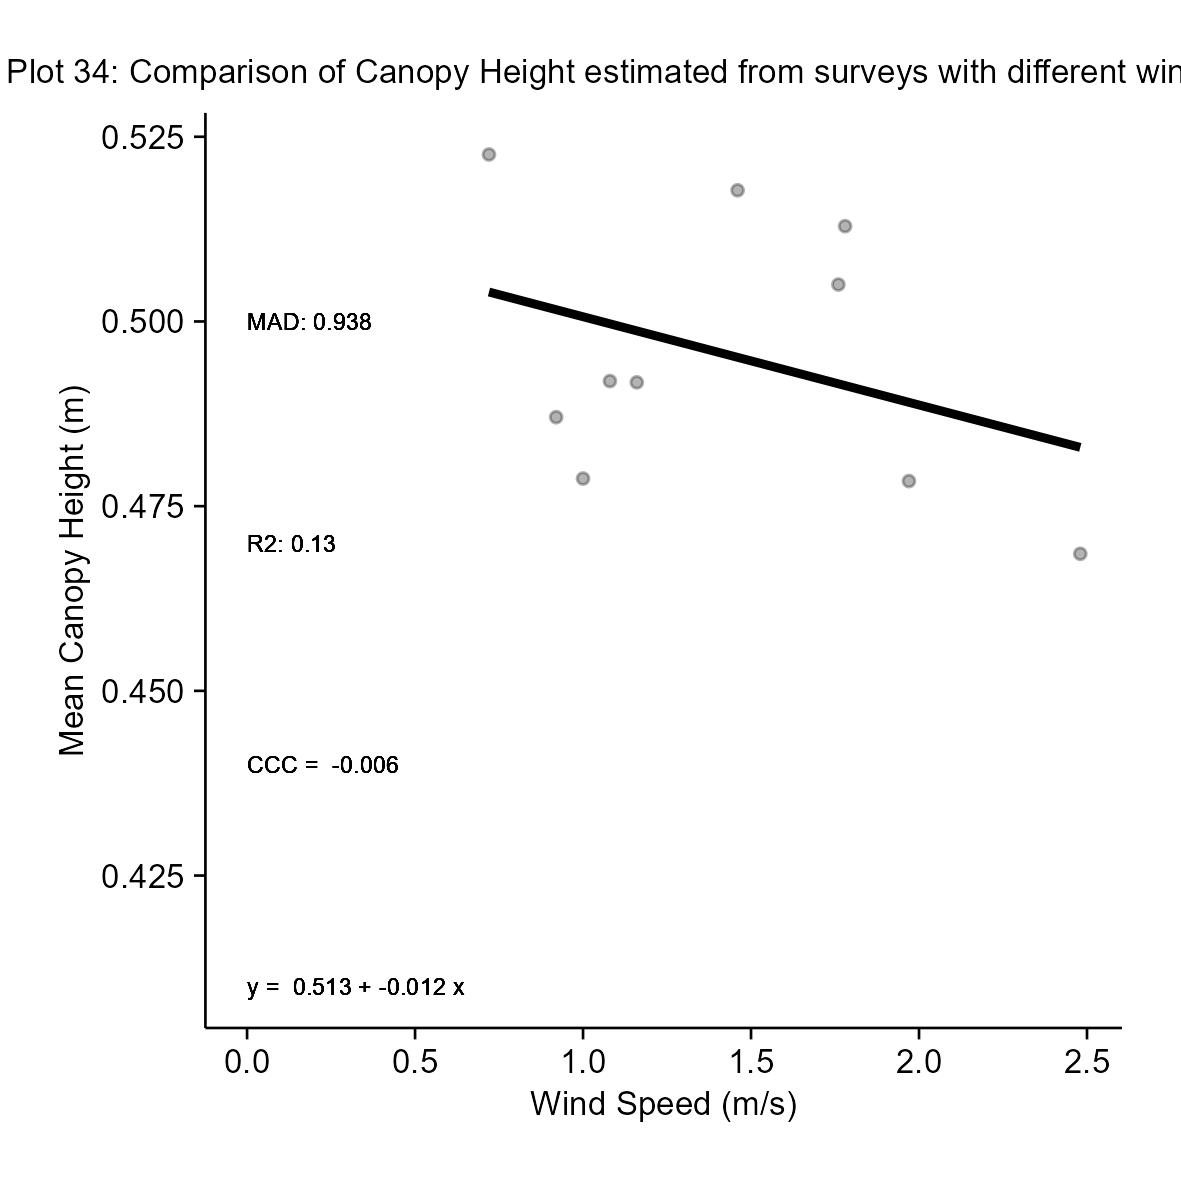 Plot 34: Comparison of Canopy Height estimated from surveys with different win
0.525
0.500
0.475
0.450
0.425
Mean Canopy Height (m)
MAD: 0.938
R2: 0.13
CCC = -0.006
y = 0.513 + -0.012 x
0.0 0.5 1.0 1.5 2.0 2.5
Wind Speed (m/s)